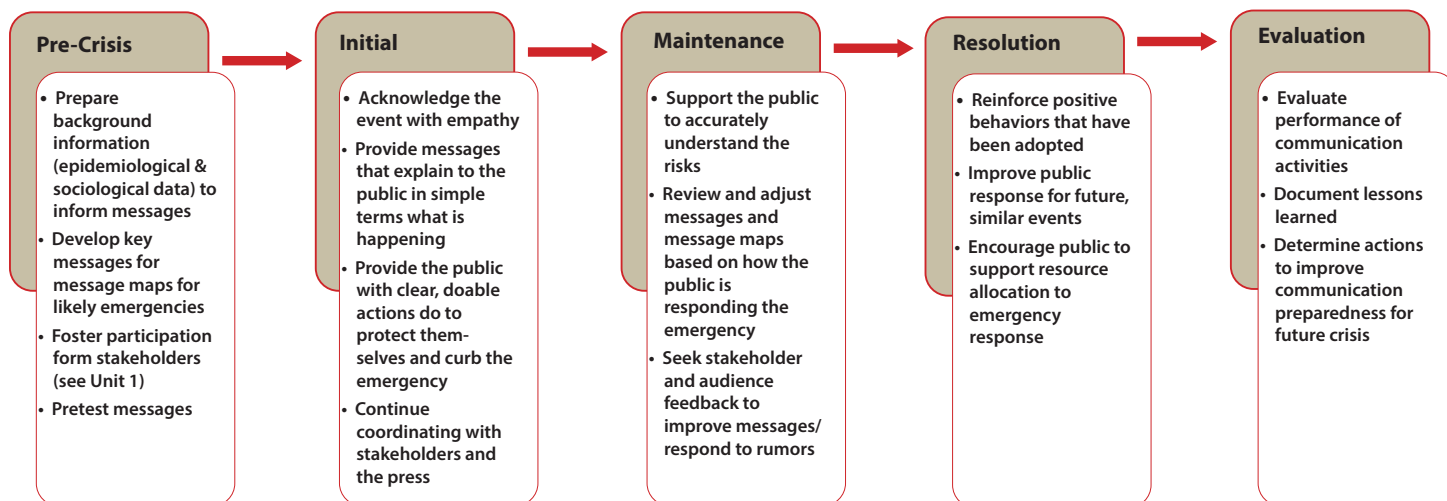 Pre-Crisis
• Prepare
background
information
(epidemiological &
sociological data) to
inform messages
• Develop key
messages for
message maps for
likely emergencies
• Foster participation
form stakeholders
(see Unit 1)
• Pretest messages
Initial
• Acknowledge the
event with empathy
• Provide messages
that explain to the
public in simple
terms what is
happening
• Provide the public
with clear, doable
actions do to
protect them-
selves and curb the
emergency
• Continue
coordinating with
stakeholders and
the press
Maintenance
• Support the public
to accurately
understand the
risks
• Review and adjust
messages and
message maps
based on how the
public is
responding the
emergency
• Seek stakeholder
and audience
feedback to
improve messages/
respond to rumors
Resolution
• Reinforce positive
behaviors that have
been adopted
• Improve public
response for future,
similar events
• Encourage public to
support resource
allocation to
emergency
response
Evaluation
• Evaluate
performance of
communication
activities
• Document lessons
learned
• Determine actions
to improve
communication
preparedness for
future crisis